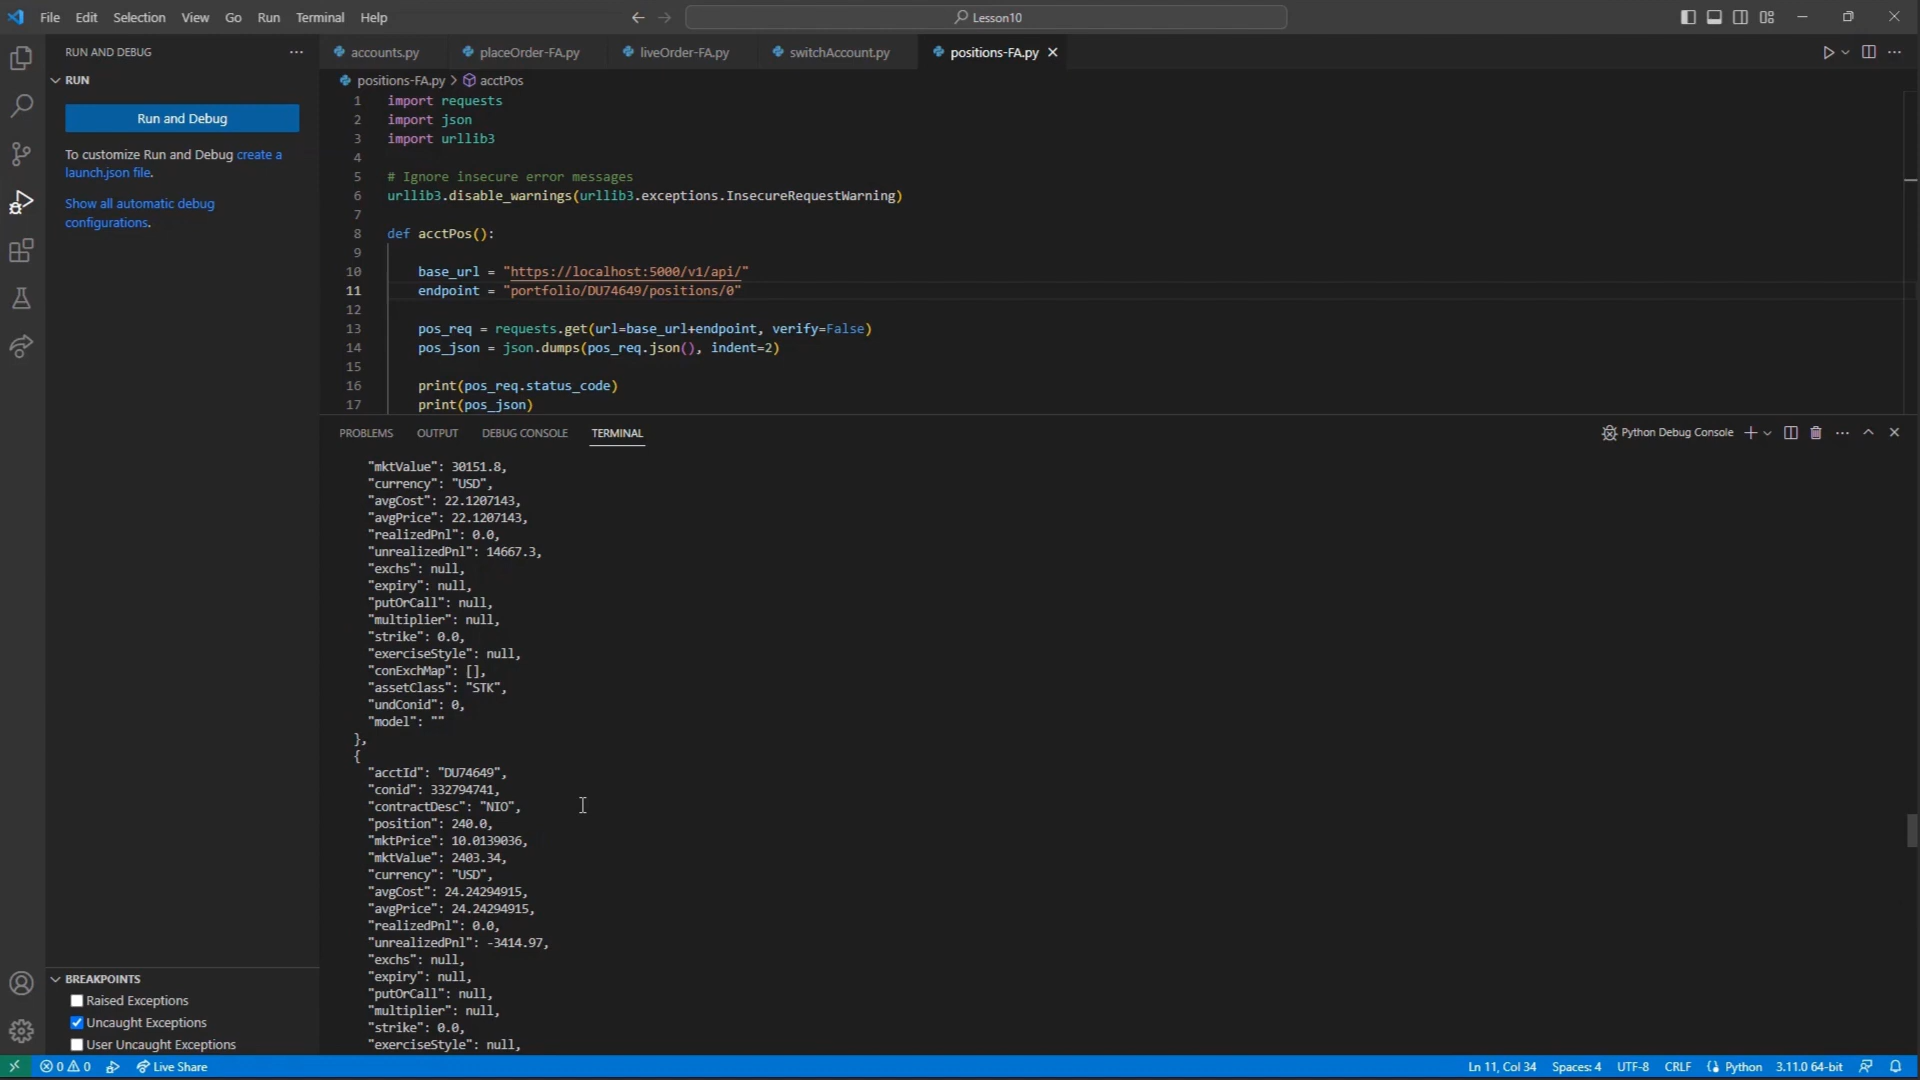 File Edit Selection View Go Run Terminal Help
Lesson10
RUN AND DEBUG
RUN
Run and Debug
To customize Run and Debug create a
launch.json file.
Show all automatic debug
configurations.
BREAKPOINTS
Raised Exceptions
Uncaught Exceptions
User Uncaught Exceptions
accounts.py placeOrder-FA.py liveOrder-FA.py switchAccount.py positions-FA.py
positions-FA.py > acctPos
1 import requests
2 import json
3 import urllib3
4
5 # Ignore insecure error messages
6 urllib3.disable_warnings(urllib3.exceptions.InsecureRequestWarning)
7
8 def acctPos():
9
10 base_url = "https://localhost:5000/v1/api/"
11 endpoint = "portfolio/DU74649/positions/0"
12
13 pos_req = requests.get(url=base_url+endpoint, verify=False)
14 pos_json = json.dumps(pos_req.json(), indent=2)
15
16 print(pos_req.status_code)
17 print(pos_json)
PROBLEMS OUTPUT DEBUG CONSOLE TERMINAL
Python Debug Console
"mktValue": 30151.8,
"currency": "USD",
"avgCost": 22.1207143,
"avgPrice": 22.1207143,
"realizedPnl": 0.0,
"unrealizedPnl": 14667.3,
"exchs": null,
"expiry": null,
"putOrCall": null,
"multiplier": null,
"strike": 0.0,
"exerciseStyle": null,
"conExchMap": [],
"assetClass": "STK",
"undConid": 0,
"model": ""
},
{
"acctId": "DU74649",
"conid": 332794741,
"contractDesc": "NIO",
"position": 240.0,
"mktPrice": 10.0139036,
"mktValue": 2403.34,
"currency": "USD",
"avgCost": 24.24294915,
"avgPrice": 24.24294915,
"realizedPnl": 0.0,
"unrealizedPnl": -3414.97,
"exchs": null,
"expiry": null,
"putOrCall": null,
"multiplier": null,
"strike": 0.0,
"exerciseStyle": null,
0 0 Live Share Ln 11, Col 34 Spaces: 4 UTF-8 CRLF Python 3.11.0 64-bit